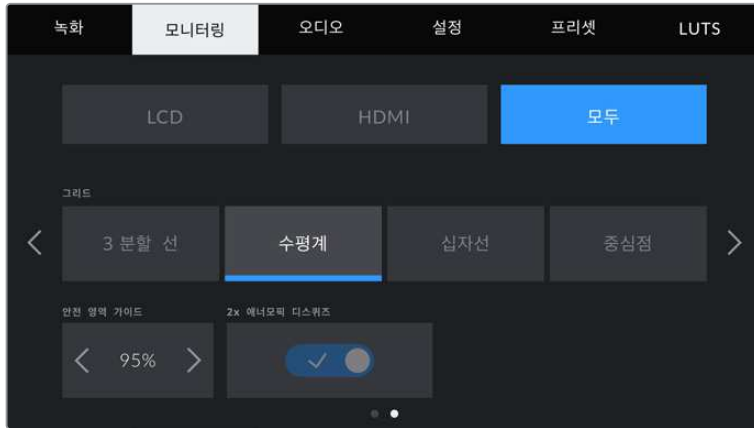 녹화 모니터링 오디오 설정 프리셋 LUTS
LCD HDMI 모두
그리드
3 분할 선 수평계 십자선 중심점
안전 영역 가이드 2x 애너모픽 디스퀴즈
95%